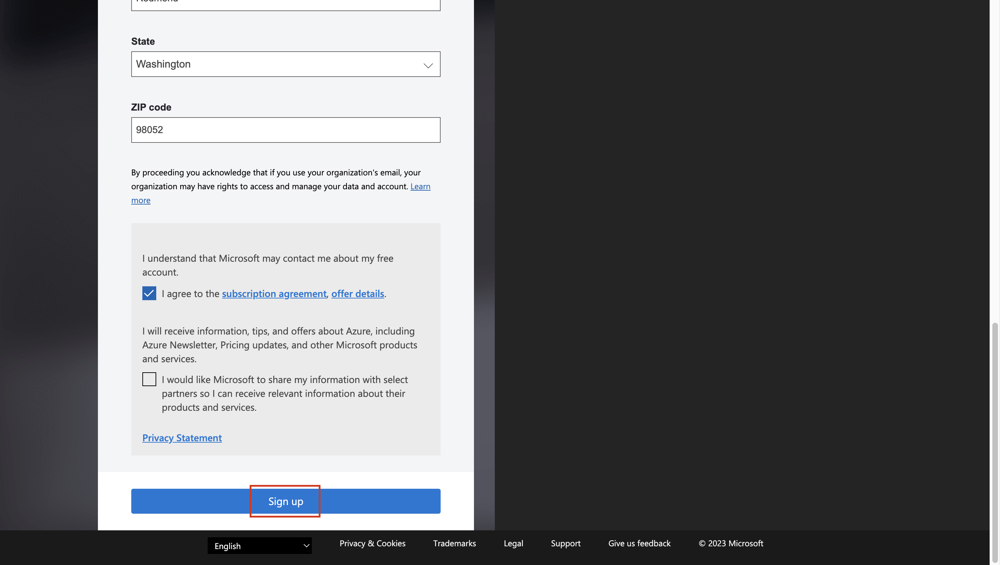 Redmond
State
Washington
ZIP code
98052
By proceeding you acknowledge that if you use your organization's email, your
organization may have rights to access and manage your data and account. Learn
more
I understand that Microsoft may contact me about my free
account.
I agree to the subscription agreement, offer details.
I will receive information, tips, and offers about Azure, including
Azure Newsletter, Pricing updates, and other Microsoft products
and services.
I would like Microsoft to share my information with select
partners so I can receive relevant information about their
products and services.
Privacy Statement
Sign up
English Privacy & Cookies Trademarks Legal Support Give us feedback © 2023 Microsoft